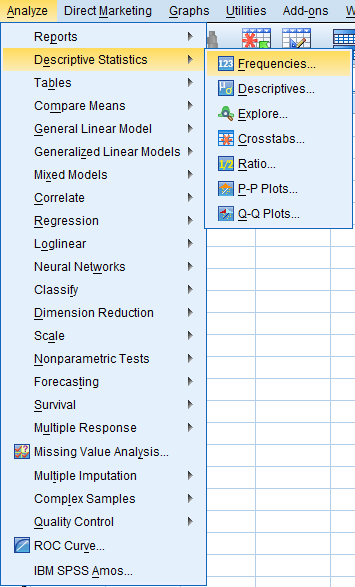 Analyze Direct Marketing Graphs Utilities Add-ons
Reports
Descriptive Statistics
Tables
Compare Means
General Linear Model
Generalized Linear Models
Mixed Models
Correlate
Regression
Loglinear
Neural Networks
Classify
Dimension Reduction
Scale
Nonparametric Tests
Forecasting
Survival
Multiple Response
Missing Value Analysis...
Multiple Imputation
Complex Samples
Quality Control
ROC Curve...
IBM SPSS Amos...
123 Frequencies...
Descriptives...
Explore...
Crosstabs...
1/2 Ratio...
P-P Plots...
Q-Q Plots...